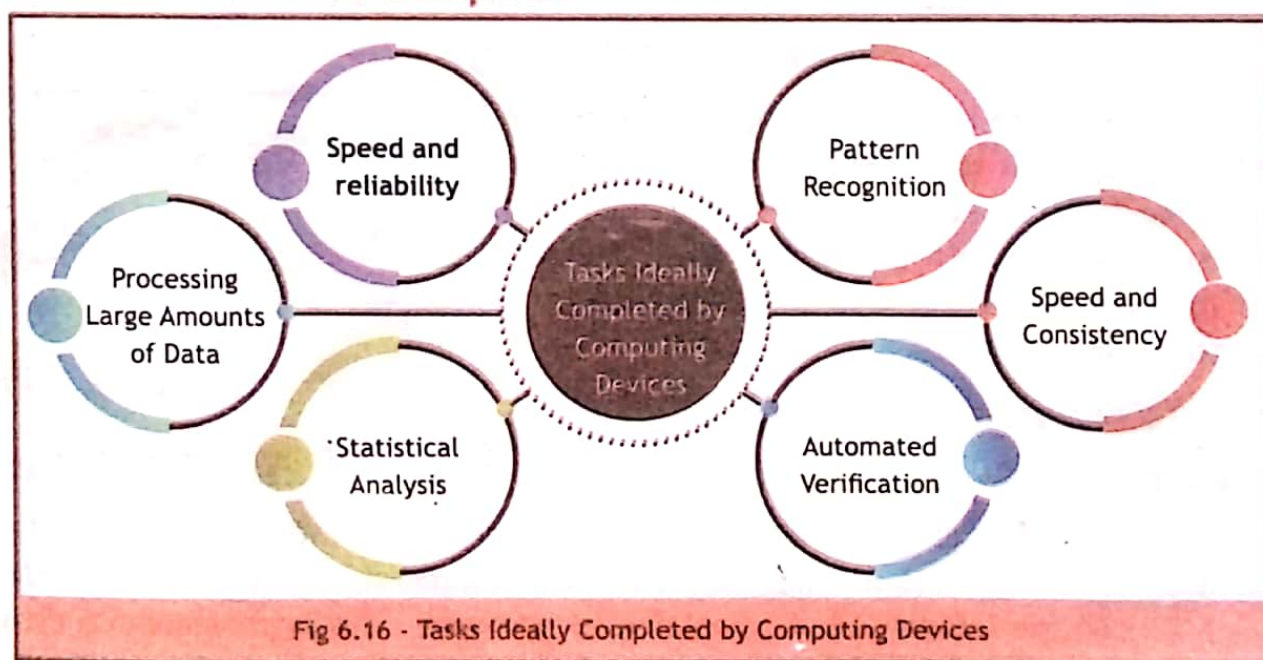 Speed and
reliability
Pattern
Recognition
Processing
Large Amounts
of Data
Tasks Ideally
Completed by
Computing
Devices
Speed and
Consistency
Statistical
Analysis
Automated
Verification
Fig 6.16 - Tasks Ideally Completed by Computing Devices